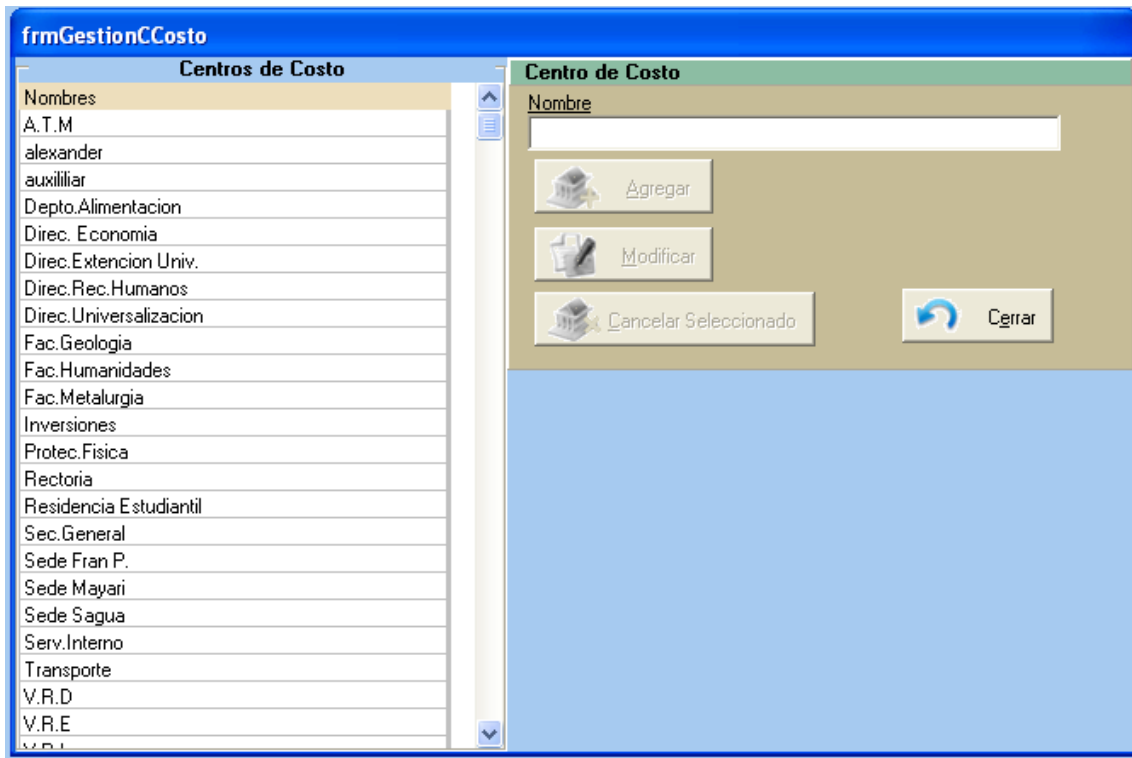 frmGestionCCosto
Centros de Costo
Nombres
A.T.M
alexander
auxililiar
Depto.Alimentacion
Direc. Economia
Direc.Extencion Univ.
Direc.Rec.Humanos
Direc.Universalizacion
Fac.Geologia
Fac.Humanidades
Fac.Metalurgia
Inversiones
Protec.Fisica
Rectoria
Residencia Estudiantil
Sec.General
Sede Fran P.
Sede Mayari
Sede Sagua
Serv.Interno
Transporte
V.R.D
V.R.E
Centro de Costo
Nombre
Agregar
Modificar
Cancelar Seleccionado
Cerrar